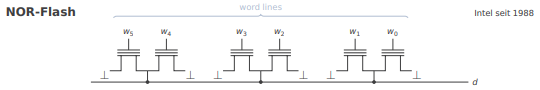 NOR-Flash
word lines
Intel seit 1988
w5 w4 w3 w2 w1 w0
d